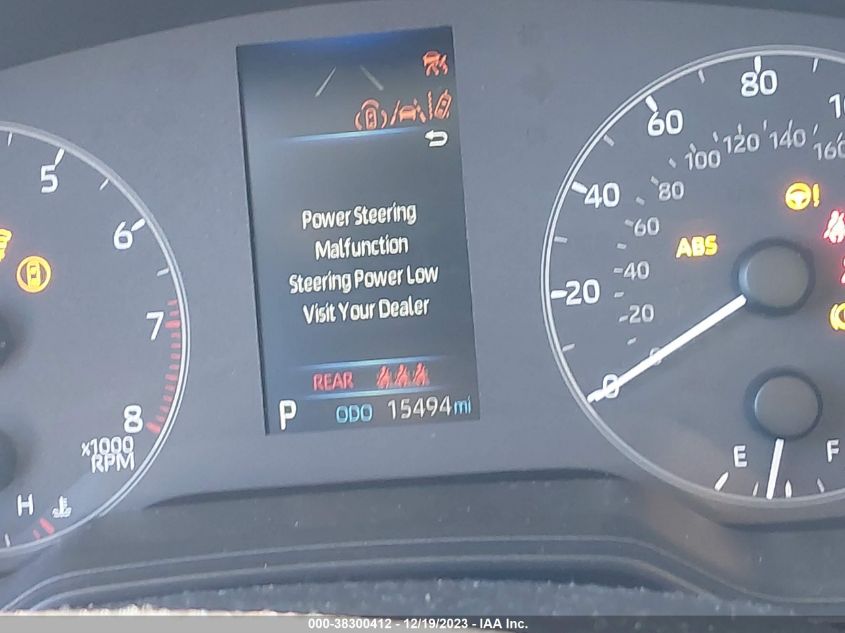 5
6
7
8
x1000
RPM
H
Power Steering
Malfunction
Steering Power Low
Visit Your Dealer
REAR
P ODO 15494 mi
0
20
40
60
80
0
20
40
60
80
100
120
140
160
ABS
E
F
000-38300412 - 12/19/2023 - IAA Inc.